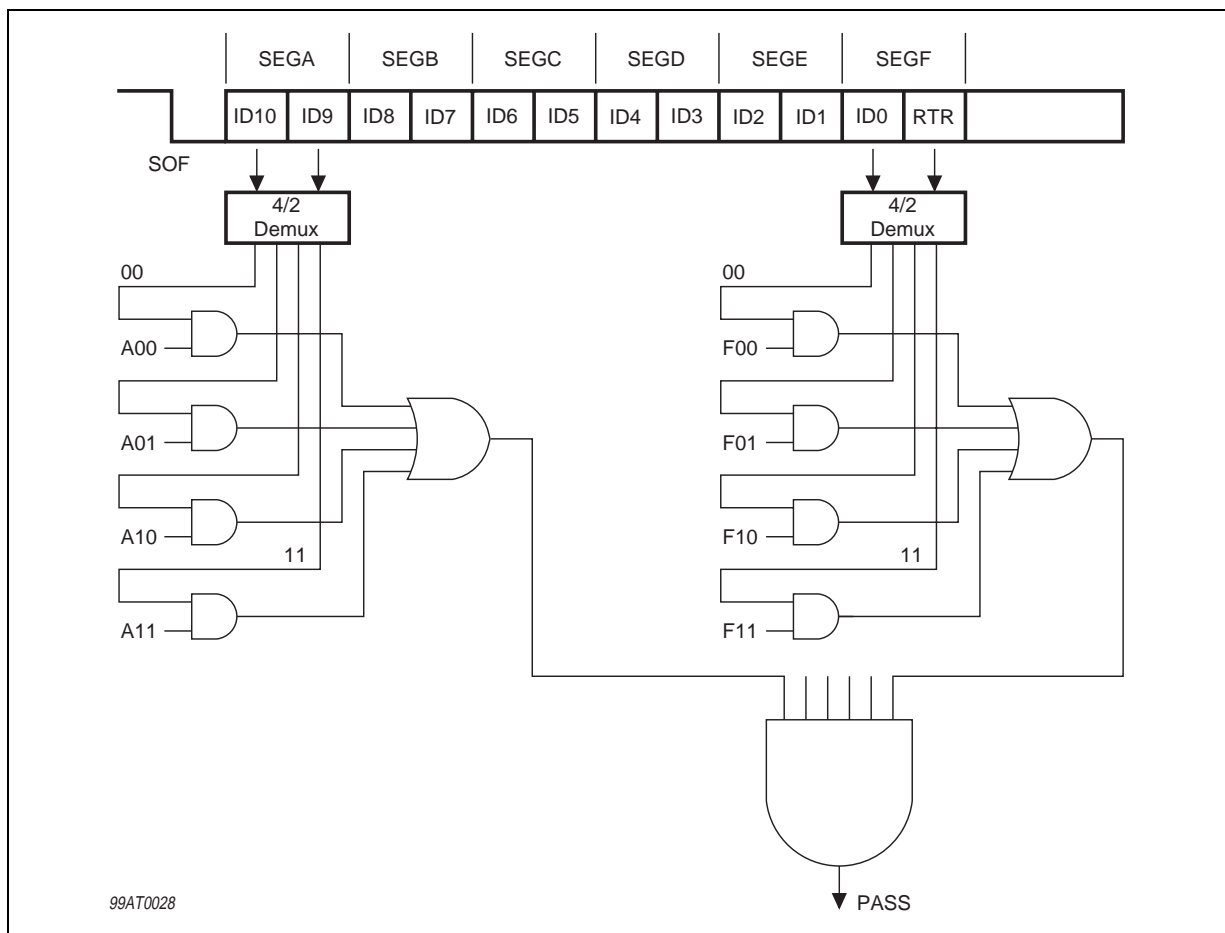 SEGA SEGB SEGC SEGD SEGE SEGF
ID10 ID9 ID8 ID7 ID6 ID5 ID4 ID3 ID2 ID1 ID0 RTR
SOF
4/2
Demux
4/2
Demux
00
A00
A01
A10
11
A11
00
F00
F01
F10
11
F11
PASS
99AT0028